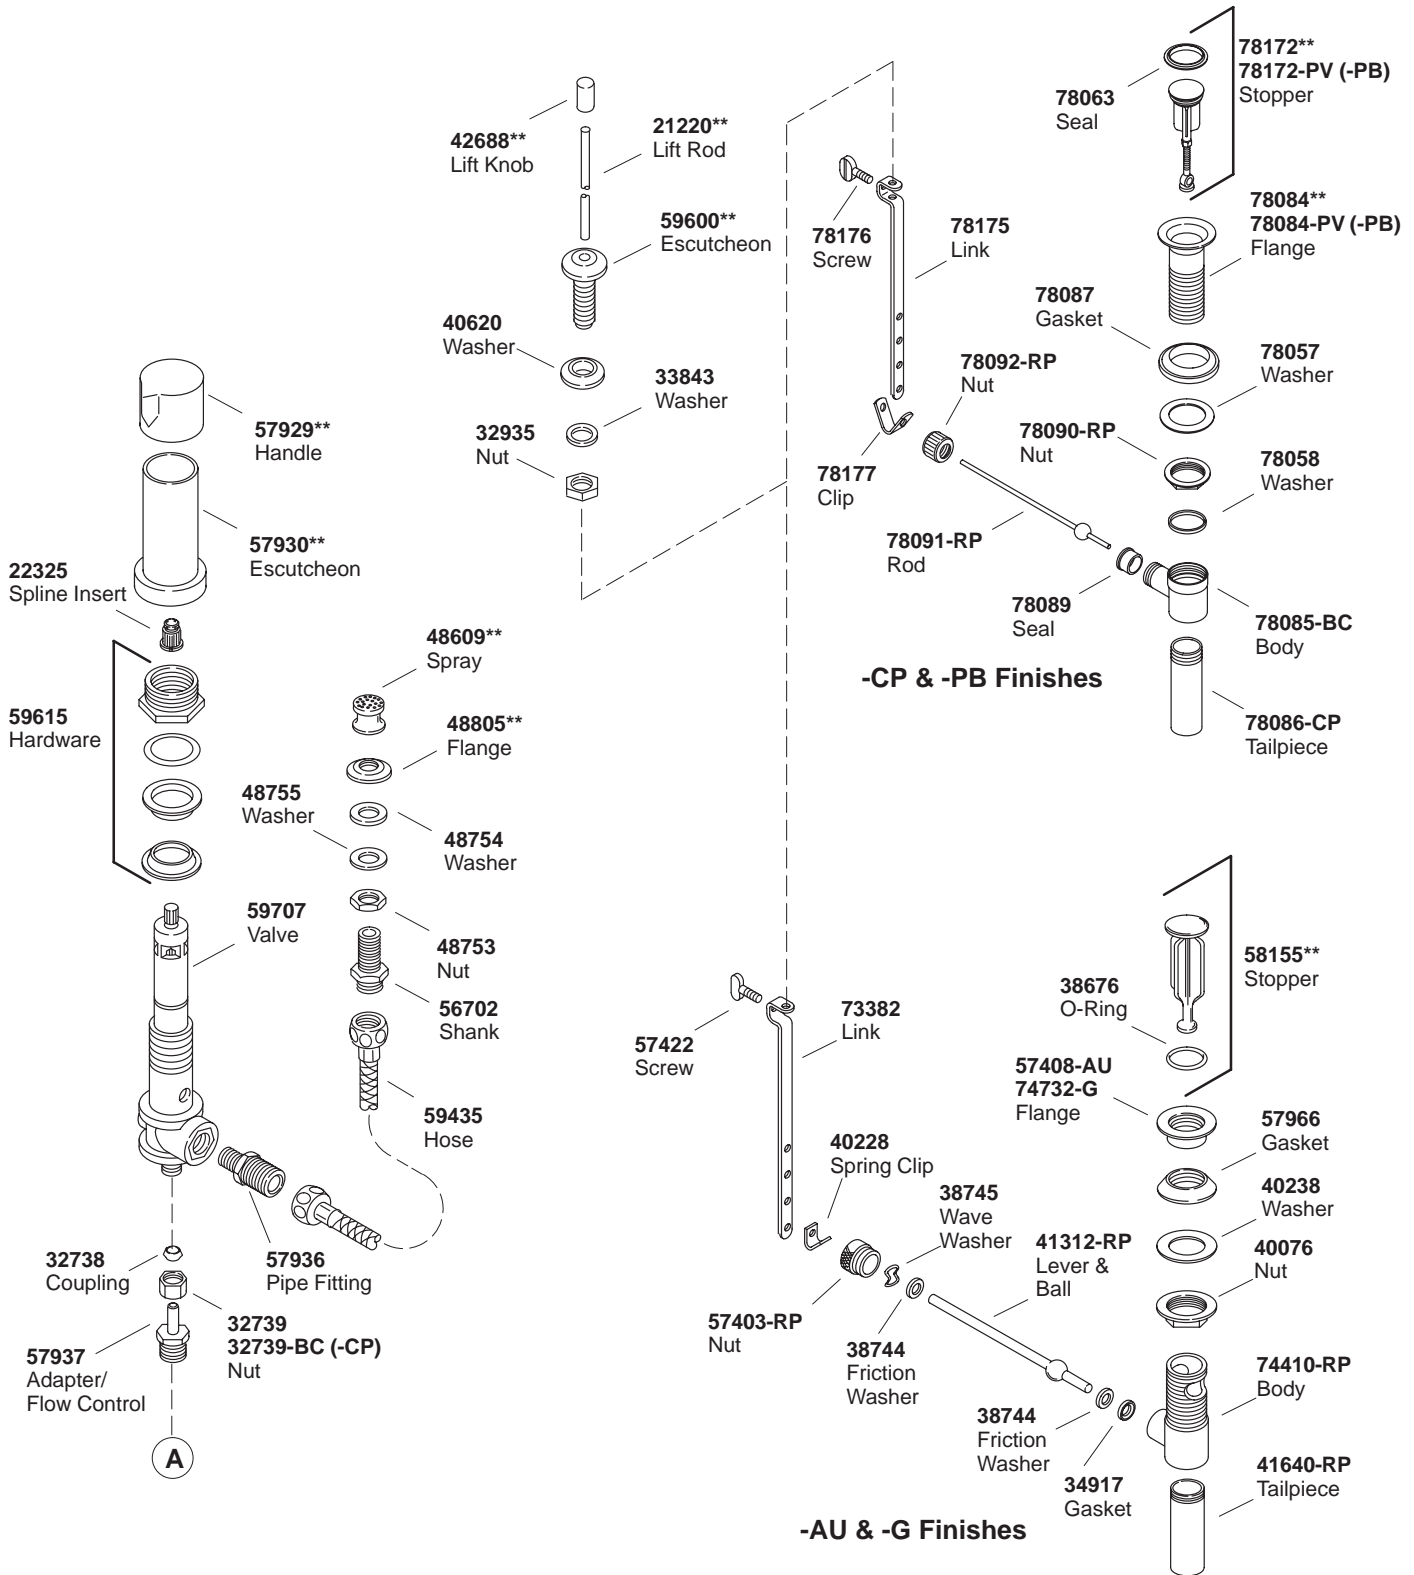 78172**
78172-PV (-PB)
Stopper
78063
Seal
42688**
Lift Knob
21220**
Lift Rod
59600**
Escutcheon
78176
Screw
78175
Link
78084**
78084-PV (-PB)
Flange
78087
Gasket
40620
Washer
33843
Washer
32935
Nut
78092-RP
Nut
78057
Washer
78090-RP
Nut
78058
Washer
78177
Clip
78091-RP
Rod
78089
Seal
78085-BC
Body
78086-CP
Tailpiece
-CP & -PB Finishes
57929**
Handle
57930**
Escutcheon
22325
Spline Insert
59615
Hardware
48609**
Spray
48805**
Flange
48755
Washer
48754
Washer
59707
Valve
48753
Nut
56702
Shank
59435
Hose
32738
Coupling
57936
Pipe Fitting
32739
32739-BC (-CP)
Nut
57937
Adapter/
Flow Control
A
58155**
Stopper
38676
O-Ring
57408-AU
74732-G
Flange
57422
Screw
73382
Link
57966
Gasket
40228
Spring Clip
38745
Wave
Washer
40238
Washer
41312-RP
Lever &
Ball
40076
Nut
57403-RP
Nut
38744
Friction
Washer
74410-RP
Body
38744
Friction
Washer
34917
Gasket
41640-RP
Tailpiece
-AU & -G Finishes